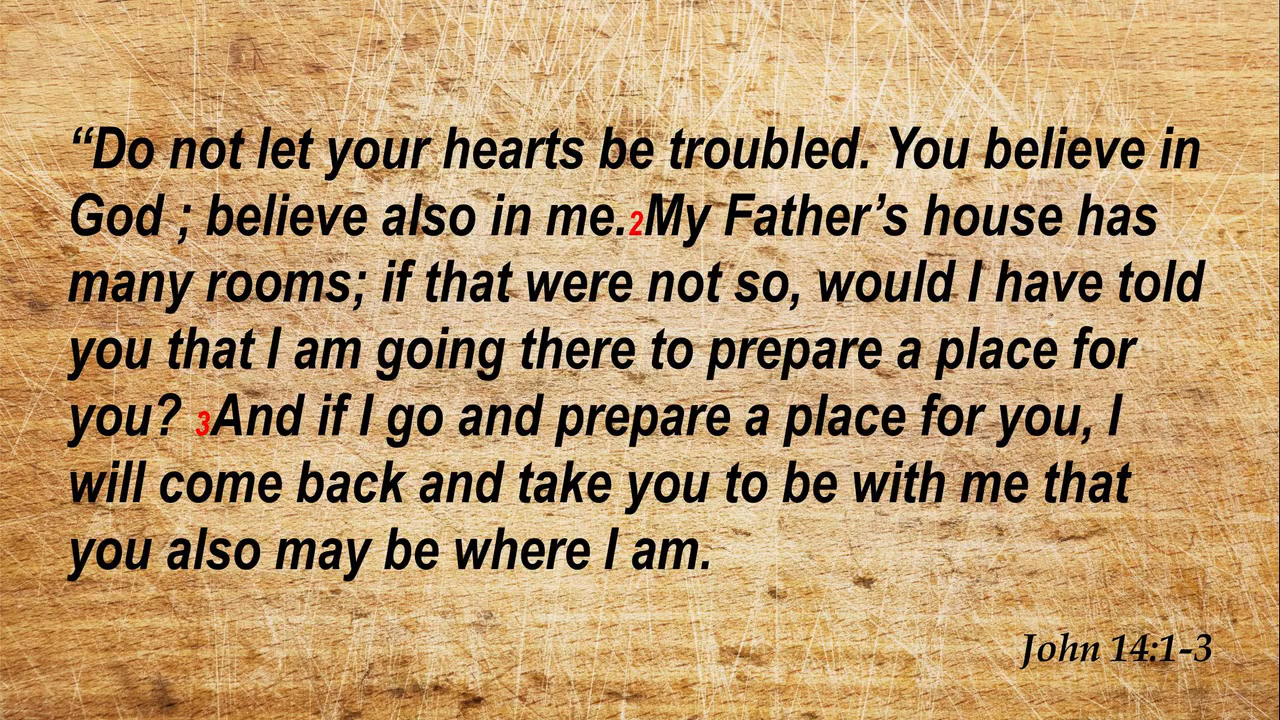 “Do not let your hearts be troubled. You believe in
God ; believe also in me.2My Father’s house has
many rooms; if that were not so, would I have told
you that I am going there to prepare a place for
you? 3And if I go and prepare a place for you, I
will come back and take you to be with me that
you also may be where I am.
John 14:1-3